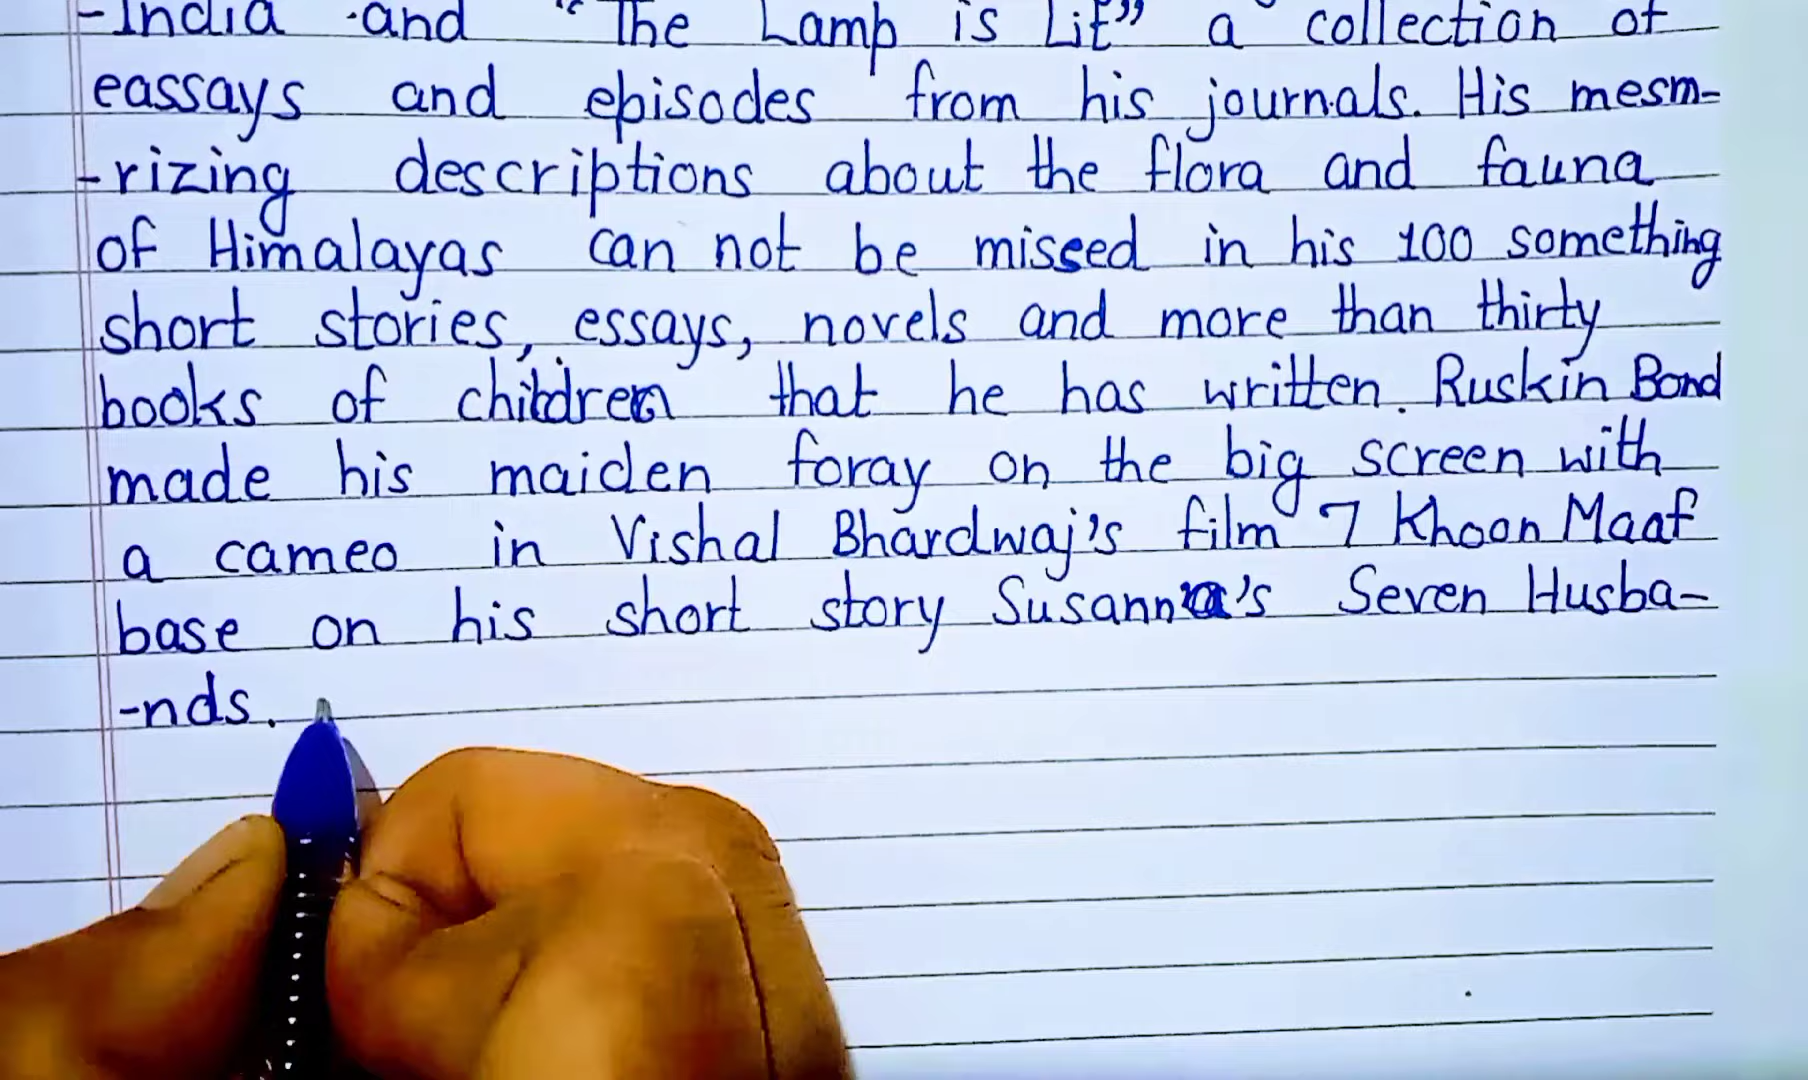 -India and "The Lamp is Lit" a collection of
eassays and episodes from his journals. His mesm-
-rizing descriptions about the flora and fauna
of Himalayas can not be missed in his 100 something
short stories, essays, novels and more than thirty
books of children that he has written. Ruskin Bond
made his maiden foray on the big screen with
a cameo in Vishal Bhardwaj's film 7 Khoon Maaf
base on his short story Susanna's Seven Husba-
-nds.